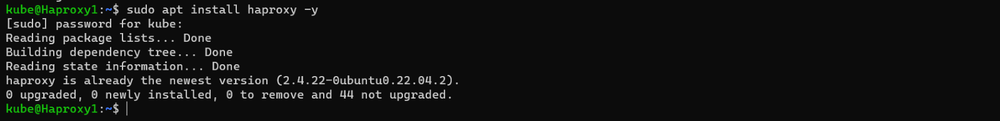 kube@Haproxy1:~$ sudo apt install haproxy -y
[sudo] password for kube:
Reading package lists... Done
Building dependency tree... Done
Reading state information... Done
haproxy is already the newest version (2.4.22-0ubuntu0.22.04.2).
0 upgraded, 0 newly installed, 0 to remove and 44 not upgraded.
kube@Haproxy1:~$